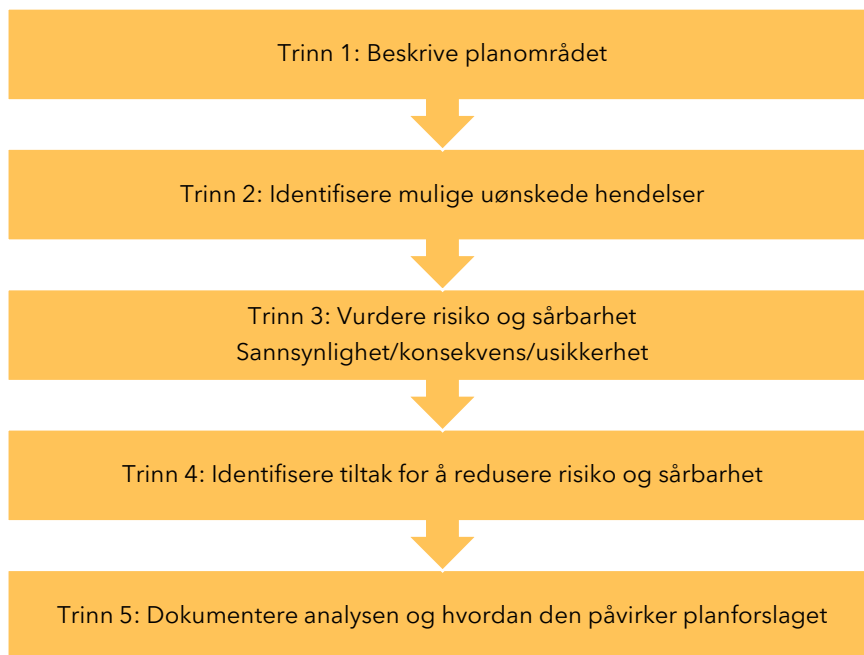 Trinn 1: Beskrive planområdet
Trinn 2: Identifisere mulige uønskede hendelser
Trinn 3: Vurdere risiko og sårbarhet
Sannsynlighet/konsekvens/usikkerhet
Trinn 4: Identifisere tiltak for å redusere risiko og sårbarhet
Trinn 5: Dokumentere analysen og hvordan den påvirker planforslaget